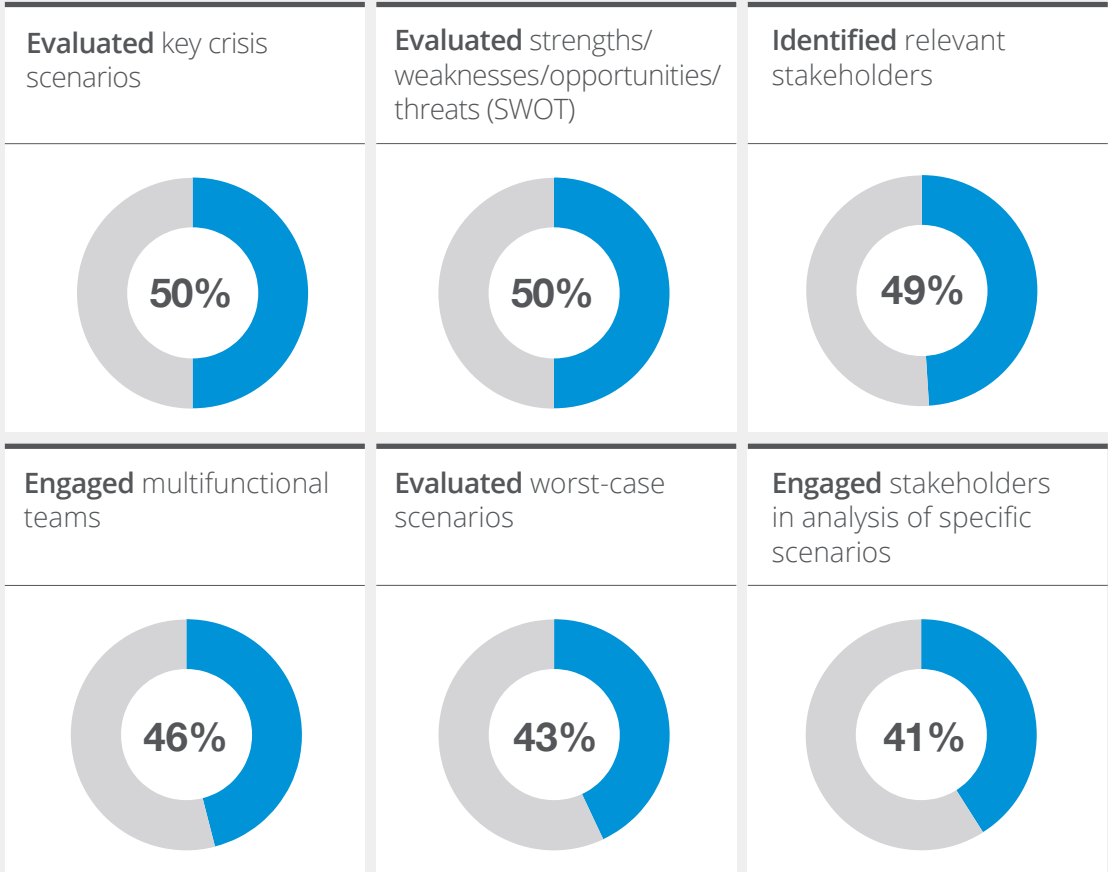 Evaluated key crisis
scenarios
Evaluated strengths/
weaknesses/opportunities/
threats (SWOT)
Identified relevant
stakeholders
50%
50%
49%
Engaged multifunctional
teams
Evaluated worst-case
scenarios
Engaged stakeholders
in analysis of specific
scenarios
46%
43%
41%